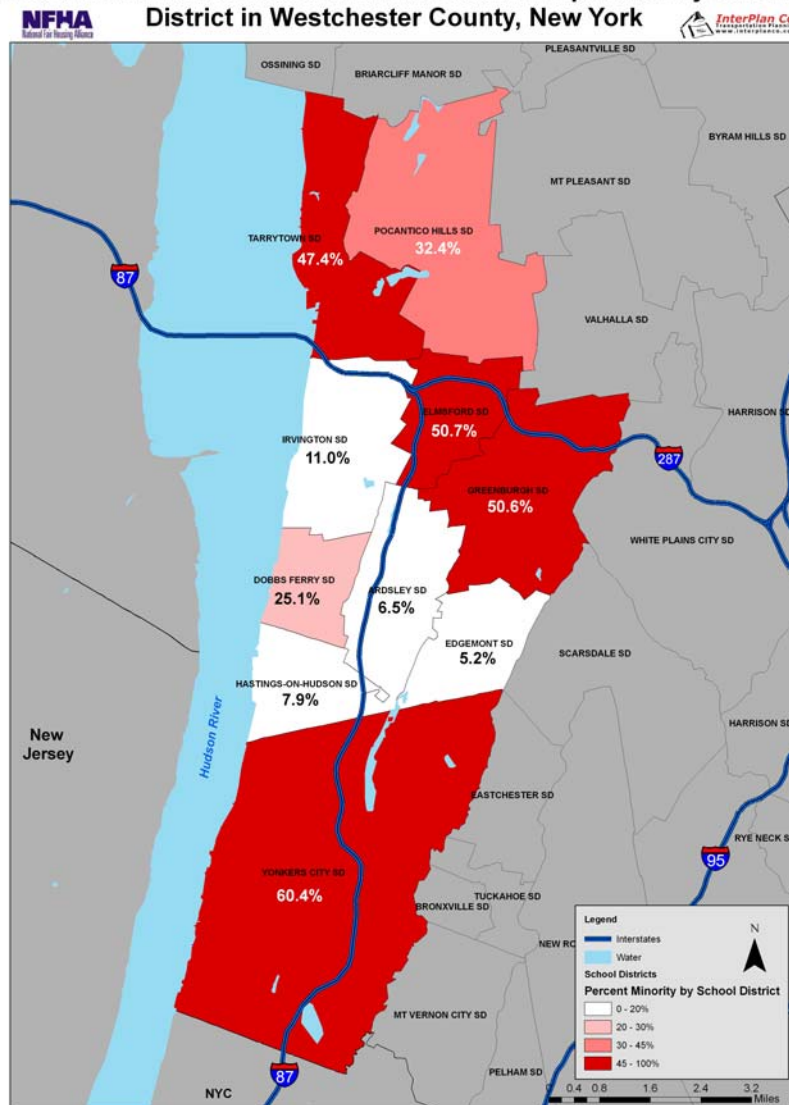 NFHA
National Fair Housing Alliance
District in Westchester County, New York
InterPlan Co
Transportation Planni
www.interplanco.co
PLEASANTVILLE SD
OSSINING SD
BRIARCLIFF MANOR SD
BYRAM HILLS SD
MT PLEASANT SD
TARRYTOWN SD
47.4%
POCANTICO HILLS SD
32.4%
87
VALHALLA SD
ELMSFORD SD
50.7%
HARRISON S
IRVINGTON SD
11.0%
287
GREENBURGH SD
50.6%
WHITE PLAINS CITY SD
DOBBS FERRY SD
25.1%
ARDSLEY SD
6.5%
EDGEMONT SD
5.2%
SCARSDALE SD
HASTINGS-ON-HUDSON SD
7.9%
New
Jersey
Hudson River
HARRISON SD
EASTCHESTER SD
RYE NECK S
95
YONKERS CITY SD
60.4%
TUCKAHOE SD
BRONXVILLE SD
NEW RO
MT VERNON CITY SD
PELHAM SD
87
NYC
Legend
Interstates
Water
School Districts
Percent Minority by School District
0 - 20%
20 - 30%
30 - 45%
45 - 100%
N
0 0.4 0.8 1.6 2.4 3.2
Miles